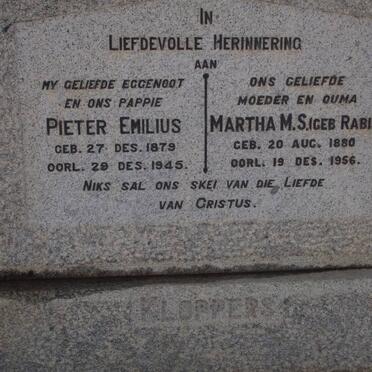 IN
LIEFDEVOLLE HERINNERING
AAN
MY GELIEFDE EGGENOOT
EN ONS PAPPIE
PIETER EMILIUS
GEB. 27 DES. 1879
OORL. 29 DES. 1945.
ONS GELIEFDE
MOEDER EN OUMA
MARTHA M.S.(GEB RABI
GEB. 20 AUG. 1880
OORL. 19 DES. 1956.
NIKS SAL ONS SKEI VAN DIE LIEFDE
VAN CRISTUS.
KLOPPERS